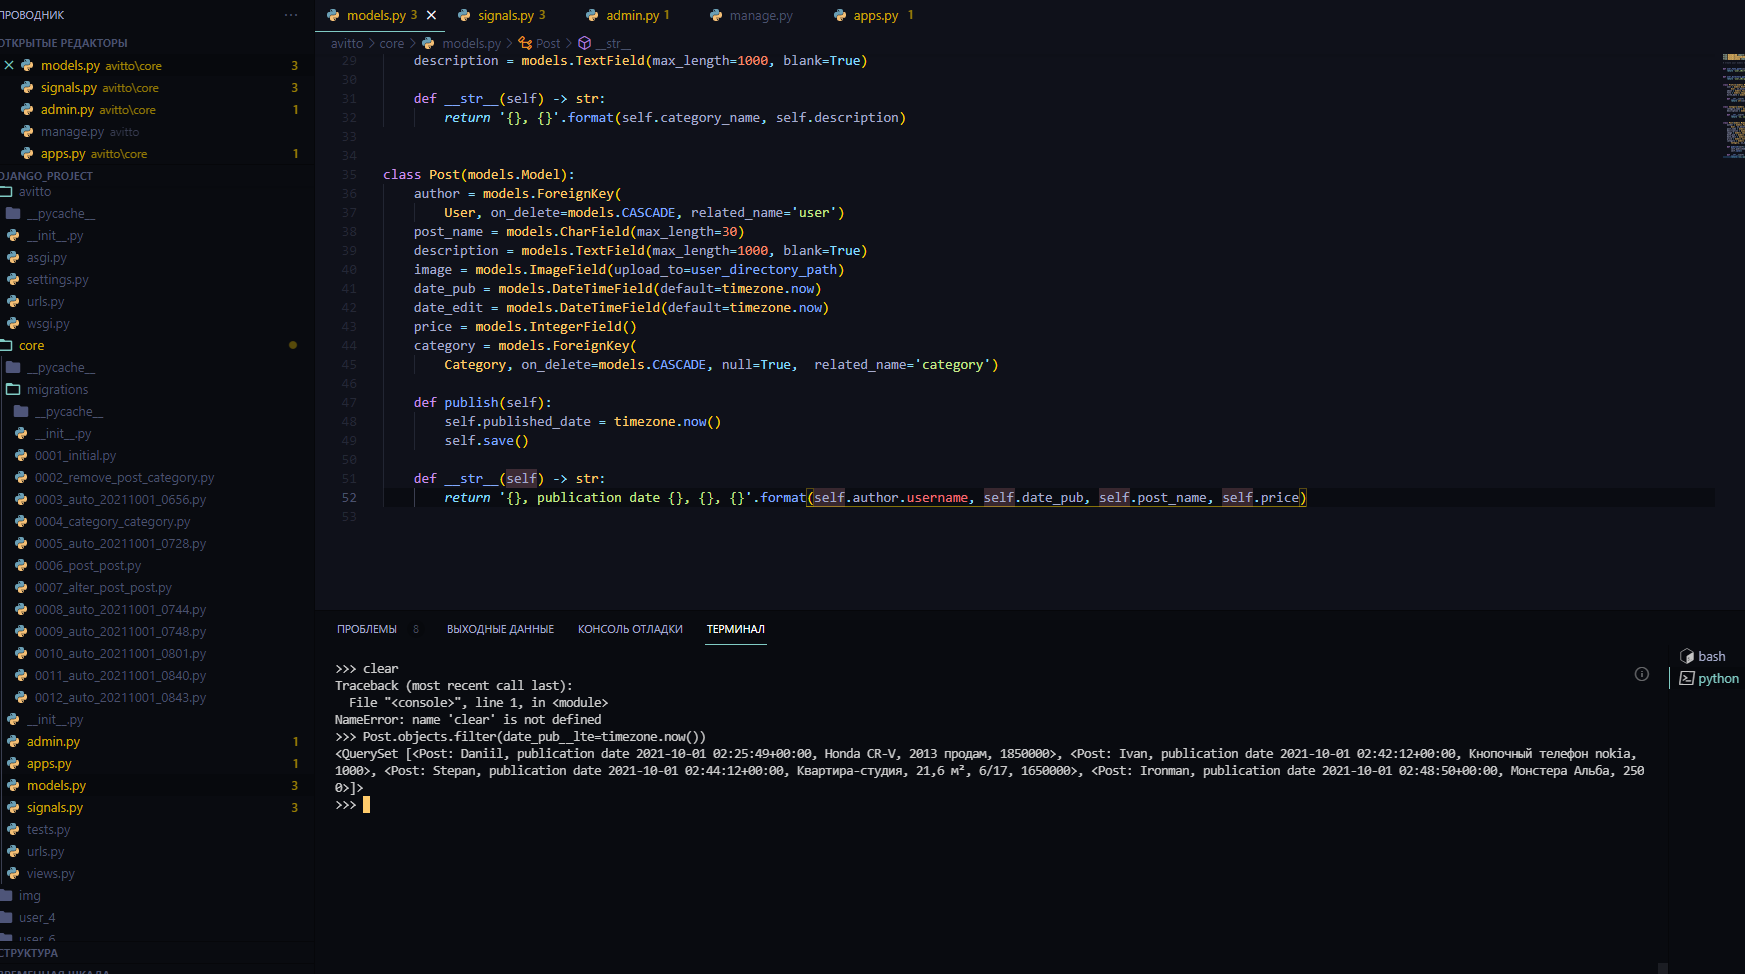 ПРОВОДНИК
ОТКРЫТЫЕ РЕДАКТОРЫ
models.py avitto\core 3
signals.py avitto\core 3
admin.py avitto\core 1
manage.py avitto
apps.py avitto\core 1
DJANGO_PROJECT
avitto
__pycache__
__init__.py
asgi.py
settings.py
urls.py
wsgi.py
core
__pycache__
migrations
__pycache__
__init__.py
0001_initial.py
0002_remove_post_category.py
0003_auto_20211001_0656.py
0004_category_category.py
0005_auto_20211001_0728.py
0006_post_post.py
0007_alter_post_post.py
0008_auto_20211001_0744.py
0009_auto_20211001_0748.py
0010_auto_20211001_0801.py
0011_auto_20211001_0840.py
0012_auto_20211001_0843.py
__init__.py
admin.py 1
apps.py 1
models.py 3
signals.py 3
tests.py
urls.py
views.py
img
user_4
user_6
СТРУКТУРА
ВРЕМЕННАЯ ШКАЛА
models.py 3 signals.py 3 admin.py 1 manage.py apps.py 1
avitto > core > models.py > Post > __str__
29 description = models.TextField(max_length=1000, blank=True)
30
31 def __str__(self) -> str:
32 return '{}, {}'.format(self.category_name, self.description)
33
34
35 class Post(models.Model):
36 author = models.ForeignKey(
37 User, on_delete=models.CASCADE, related_name='user')
38 post_name = models.CharField(max_length=30)
39 description = models.TextField(max_length=1000, blank=True)
40 image = models.ImageField(upload_to=user_directory_path)
41 date_pub = models.DateTimeField(default=timezone.now)
42 date_edit = models.DateTimeField(default=timezone.now)
43 price = models.IntegerField()
44 category = models.ForeignKey(
45 Category, on_delete=models.CASCADE, null=True,  related_name='category')
46
47 def publish(self):
48 self.published_date = timezone.now()
49 self.save()
50
51 def __str__(self) -> str:
52 return '{}, publication date {}, {}, {}'.format(self.author.username, self.date_pub, self.post_name, self.price)
53
ПРОБЛЕМЫ 8 ВЫХОДНЫЕ ДАННЫЕ КОНСОЛЬ ОТЛАДКИ ТЕРМИНАЛ
>>> clear
Traceback (most recent call last):
File "<console>", line 1, in <module>
NameError: name 'clear' is not defined
>>> Post.objects.filter(date_pub__lte=timezone.now())
<QuerySet [<Post: Daniil, publication date 2021-10-01 02:25:49+00:00, Honda CR-V, 2013 продам, 1850000>, <Post: Ivan, publication date 2021-10-01 02:42:12+00:00, Кнопочный телефон nokia,
1000>, <Post: Stepan, publication date 2021-10-01 02:44:12+00:00, Квартира-студия, 21,6 м², 6/17, 1650000>, <Post: Ironman, publication date 2021-10-01 02:48:50+00:00, Монстера Альба, 250
0>]>
>>>
bash
python